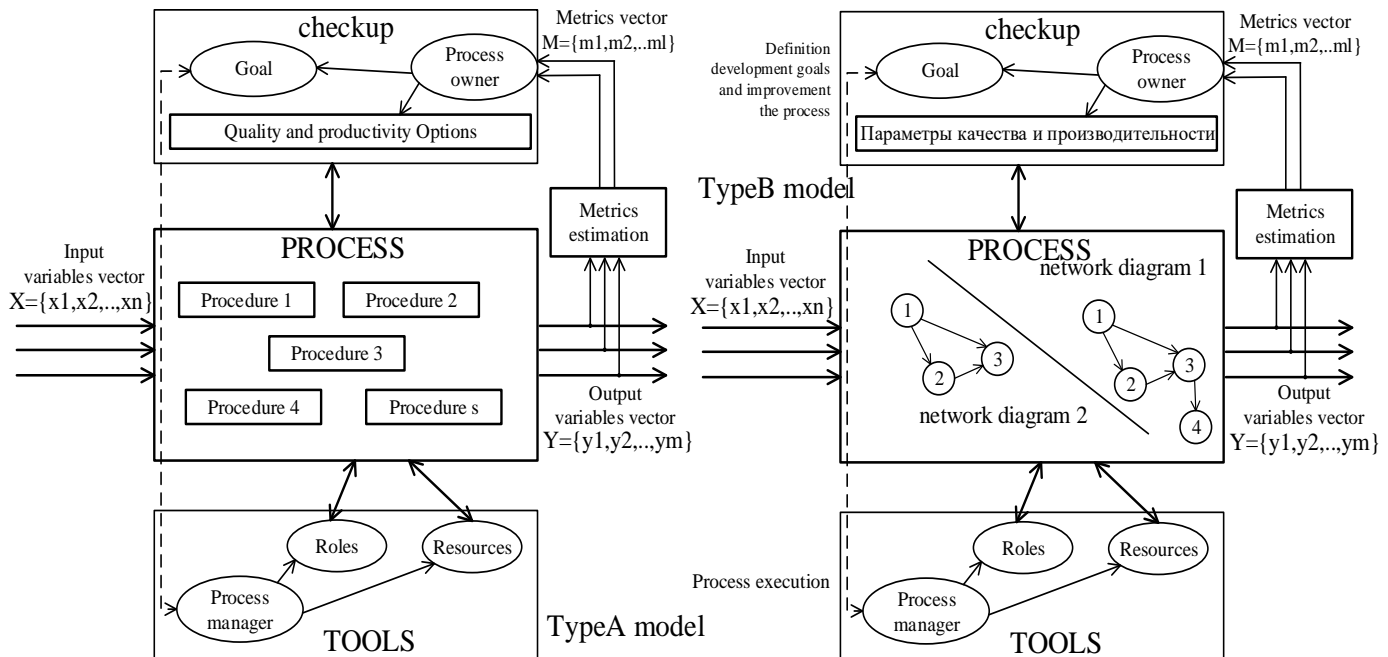 checkup
Goal
Process
owner
Quality and productivity Options
Metrics vector
M={m1,m2,..ml}
Metrics
estimation
Input
variables vector
X={x1,x2,..,xn}
PROCESS
Procedure 1
Procedure 2
Procedure 3
Procedure 4
Procedure s
Output
variables vector
Y={y1,y2,..,ym}
Roles
Resources
Process
manager
TOOLS
TypeA model
checkup
Definition
development goals
and improvement
the process
Goal
Process
owner
Параметры качества и производительности
Metrics vector
M={m1,m2,..ml}
TypeB model
Metrics
estimation
Input
variables vector
X={x1,x2,..,xn}
PROCESS
network diagram 1
1
2
3
1
2
3
4
network diagram 2
Output
variables vector
Y={y1,y2,..,ym}
Roles
Resources
Process execution
Process
manager
TOOLS